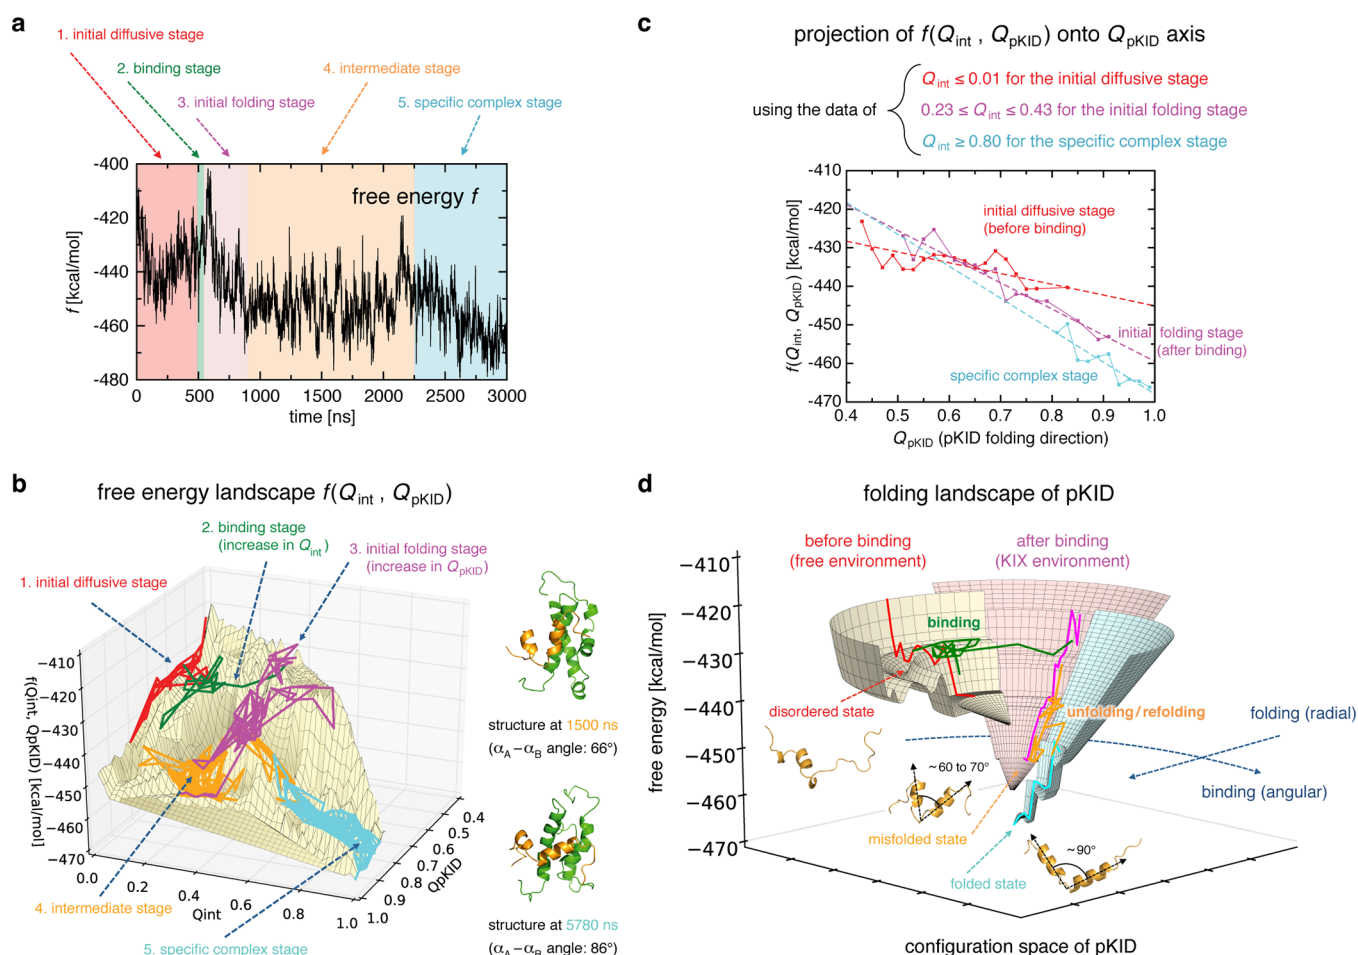 a
1. initial diffusive stage
2. binding stage
3. initial folding stage
4. intermediate stage
5. specific complex stage
free energy f
f [kcal/mol]
-400
-420
-440
-460
-480
0
500
1000
1500
2000
2500
3000
time [ns]
c
projection of f(Qint , QpKID) onto QpKID axis
using the data of
Qint ≤ 0.01 for the initial diffusive stage
0.23 ≤ Qint ≤ 0.43 for the initial folding stage
Qint ≥ 0.80 for the specific complex stage
f(Qint, QpKID) [kcal/mol]
-410
-420
-430
-440
-450
-460
-470
initial diffusive stage
(before binding)
initial folding stage
(after binding)
specific complex stage
0.4
0.5
0.6
0.7
0.8
0.9
1.0
QpKID (pKID folding direction)
b
free energy landscape f(Qint , QpKID)
2. binding stage
(increase in Qint)
3. initial folding stage
(increase in QpKID)
1. initial diffusive stage
f(Qint, QpKID) [kcal/mol]
−410
−420
−430
−440
−450
−460
−470
0.0
0.2
0.4
0.6
0.8
1.0
Qint
0.4
0.5
0.6
0.7
0.8
0.9
1.0
QpKID
4. intermediate stage
5. specific complex stage
structure at 1500 ns
(αA−αB angle: 66°)
structure at 5780 ns
(αA−αB angle: 86°)
d
folding landscape of pKID
before binding
(free environment)
after binding
(KIX environment)
free energy [kcal/mol]
−410
−420
−430
−440
−450
−460
−470
binding
disordered state
unfolding/refolding
folding (radial)
binding (angular)
~60 to 70°
misfolded state
~90°
folded state
configuration space of pKID